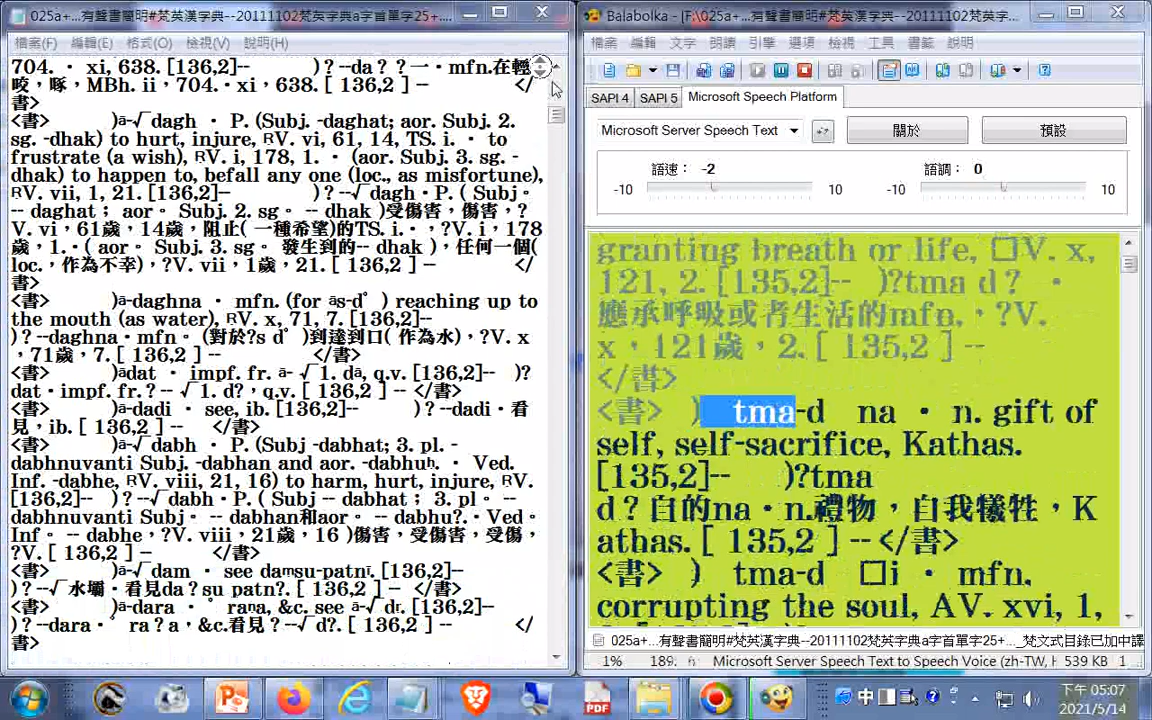 025a+... 有聲書簡明#梵英漢字典--20111102梵英字典a字首單字25+...
檔案(F) 編輯(E) 格式(O) 檢視(V) 說明(H)
704. · xi, 638. [136,2]-- )?--da??一·mfn.在輕
咬，啄，MBh. ii，704.·xi，638. [ 136,2 ] -- </
書>
<書> )ā-√dagh · P. (Subj. -daghat; aor. Subj. 2.
sg. -dhak) to hurt, injure, RV. vi, 61, 14, TS. i. · to
frustrate (a wish), RV. i, 178, 1. · (aor. Subj. 3. sg. -
dhak) to happen to, befall any one (loc., as misfortune),
RV. vii, 1, 21. [136,2]-- )?--√dagh·P. ( Subj。
-- daghat； aor。 Subj. 2. sg。 -- dhak )受傷害，傷害，?
V. vi，61歲，14歲，阻止( 一種希望)的TS. i.·，?V. i，178
歲，1.·( aor。 Subj. 3. sg。 發生到的-- dhak )，任何一個(
loc.，作為不幸)，?V. vii，1歲，21. [ 136,2 ] -- </
書>
<書> )ā-daghna · mfn. (for ās-d°) reaching up to
the mouth (as water), RV. x, 71, 7. [136,2]--
)?--daghna·mfn。 (對於?s d°)到達到口( 作為水)，?V. x
，71歲，7. [ 136,2 ] -- </書>
<書> )ādat · impf. fr. ā-√1. dā, q.v. [136,2]-- )?
dat·impf. fr.?--√1. d?，q.v. [ 136,2 ] -- </書>
<書> )ā-dadi · see, ib. [136,2]-- )?--dadi·看
見，ib. [ 136,2 ] -- </書>
<書> )ā-√dabh · P. (Subj -dabhat; 3. pl. -
dabhnuvanti Subj. -dabhan and aor. -dabhuḥ. · Ved.
Inf. -dabhe, RV. viii, 21, 16) to harm, hurt, injure, RV.
[136,2]-- )?--√dabh·P. ( Subj -- dabhat； 3. pl。 --
dabhnuvanti Subj。 -- dabhan和aor。 -- dabhu?.·Ved。
Inf。 -- dabhe，?V. viii，21歲，16 )傷害，受傷害，受傷，
?V. [ 136,2 ] -- </書>
<書> )ā-√dam · see damsu-patnī. [136,2]--
)?--√水壩·看見da?su patn?. [ 136,2 ] -- </書>
<書> )ā-dara · °raṇa, &c. see ā-√dṛ. [136,2]--
)?--dara·°ra?a，&c.看見?--√d?. [ 136,2 ] -- </
書>
Balabolka - [F:\025a+... 有聲書簡明#梵英漢字典--20111102梵英字...
檔案 編輯 文字 朗讀 引擎 選項 檢視 工具 書籤 說明
SAPI 4 SAPI 5 Microsoft Speech Platform
Microsoft Server Speech Text 關於 預設
語速： -2 語調： 0
-10 10 -10 10
granting breath or life, □V. x,
121, 2. [135,2]-- )?tma d? ·
應承呼吸或者生活的mfn.，?V.
x，121歲，2. [ 135,2 ] --
</書>
<書> ) tma-d na · n. gift of
self, self-sacrifice, Kathas.
[135,2]-- )?tma
d?自的na·n.禮物，自我犧牲，K
athas. [ 135,2 ] --</書>
<書> ) tma-d □i · mfn.
corrupting the soul, AV. xvi, 1,
025a+... 有聲書簡明#梵英漢字典--20111102梵英字典a字首單字25+..._梵文式目錄已加中譯
1% Microsoft Server Speech Text to Speech Voice (zh-TW, H 539 KB 1
PDF 中 下午 05:07
2021/5/14